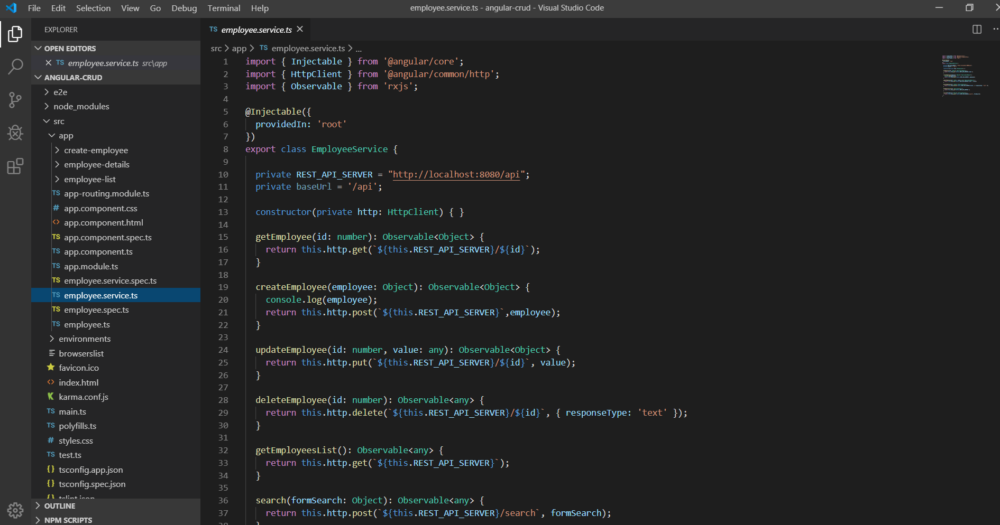 File Edit Selection View Go Debug Terminal Help
employee.service.ts - angular-crud - Visual Studio Code
EXPLORER
OPEN EDITORS
TS employee.service.ts src\app
ANGULAR-CRUD
e2e
node_modules
src
app
create-employee
employee-details
employee-list
TS app-routing.module.ts
# app.component.css
<> app.component.html
TS app.component.spec.ts
TS app.component.ts
TS app.module.ts
TS employee.service.spec.ts
TS employee.service.ts
TS employee.spec.ts
TS employee.ts
environments
browserslist
favicon.ico
<> index.html
K karma.conf.js
TS main.ts
TS polyfills.ts
# styles.css
TS test.ts
{} tsconfig.app.json
{} tsconfig.spec.json
{} tslint.json
OUTLINE
NPM SCRIPTS
TS employee.service.ts
src > app > TS employee.service.ts > ...
1 import { Injectable } from '@angular/core';
2 import { HttpClient } from '@angular/common/http';
3 import { Observable } from 'rxjs';
4
5 @Injectable({
6 providedIn: 'root'
7 })
8 export class EmployeeService {
9
10 private REST_API_SERVER = "http://localhost:8080/api";
11 private baseUrl = '/api';
12
13 constructor(private http: HttpClient) { }
14
15 getEmployee(id: number): Observable<Object> {
16 return this.http.get(`${this.REST_API_SERVER}/${id}`);
17 }
18
19 createEmployee(employee: Object): Observable<Object> {
20 console.log(employee);
21 return this.http.post(`${this.REST_API_SERVER}`,employee);
22 }
23
24 updateEmployee(id: number, value: any): Observable<Object> {
25 return this.http.put(`${this.REST_API_SERVER}/${id}`, value);
26 }
27
28 deleteEmployee(id: number): Observable<any> {
29 return this.http.delete(`${this.REST_API_SERVER}/${id}`, { responseType: 'text' });
30 }
31
32 getEmployeesList(): Observable<any> {
33 return this.http.get(`${this.REST_API_SERVER}`);
34 }
35
36 search(formSearch: Object): Observable<any> {
37 return this.http.post(`${this.REST_API_SERVER}/search`, formSearch);
38 }